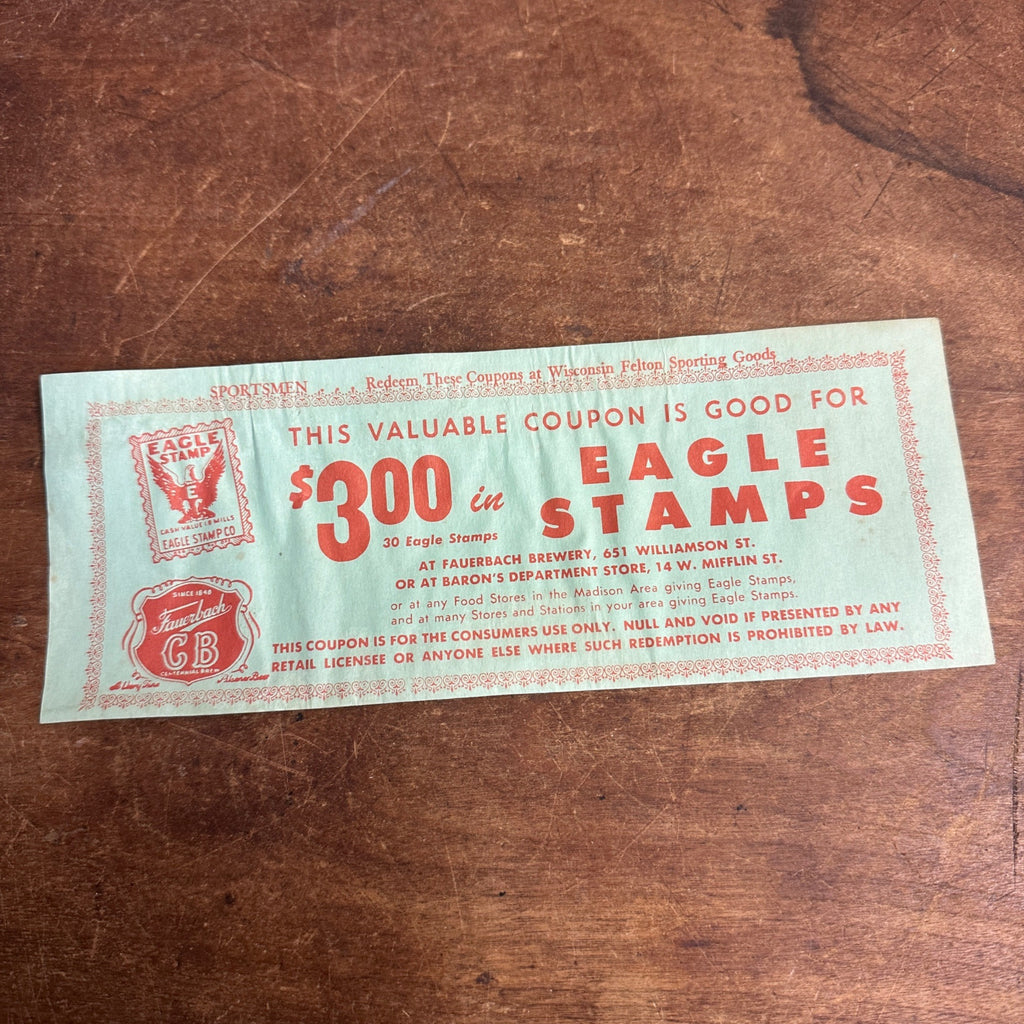 SPORTSMEN . . . . Redeem These Coupons at Wisconsin Felton Sporting Goods
THIS VALUABLE COUPON IS GOOD FOR
$3.00 in
30 Eagle Stamps
EAGLE
STAMPS
AT FAUERBACH BREWERY, 651 WILLIAMSON ST.
OR AT BARON'S DEPARTMENT STORE, 14 W. MIFFLIN ST.
or at any Food Stores in the Madison Area giving Eagle Stamps,
and at many Stores and Stations in your area giving Eagle Stamps.
THIS COUPON IS FOR THE CONSUMERS USE ONLY. NULL AND VOID IF PRESENTED BY ANY
RETAIL LICENSEE OR ANYONE ELSE WHERE SUCH REDEMPTION IS PROHIBITED BY LAW.
EAGLE
STAMP
E
CASH VALUE 10 MILLS
EAGLE STAMP CO
SINCE 1848
Fauerbach
CB
CENTENNIAL BREW